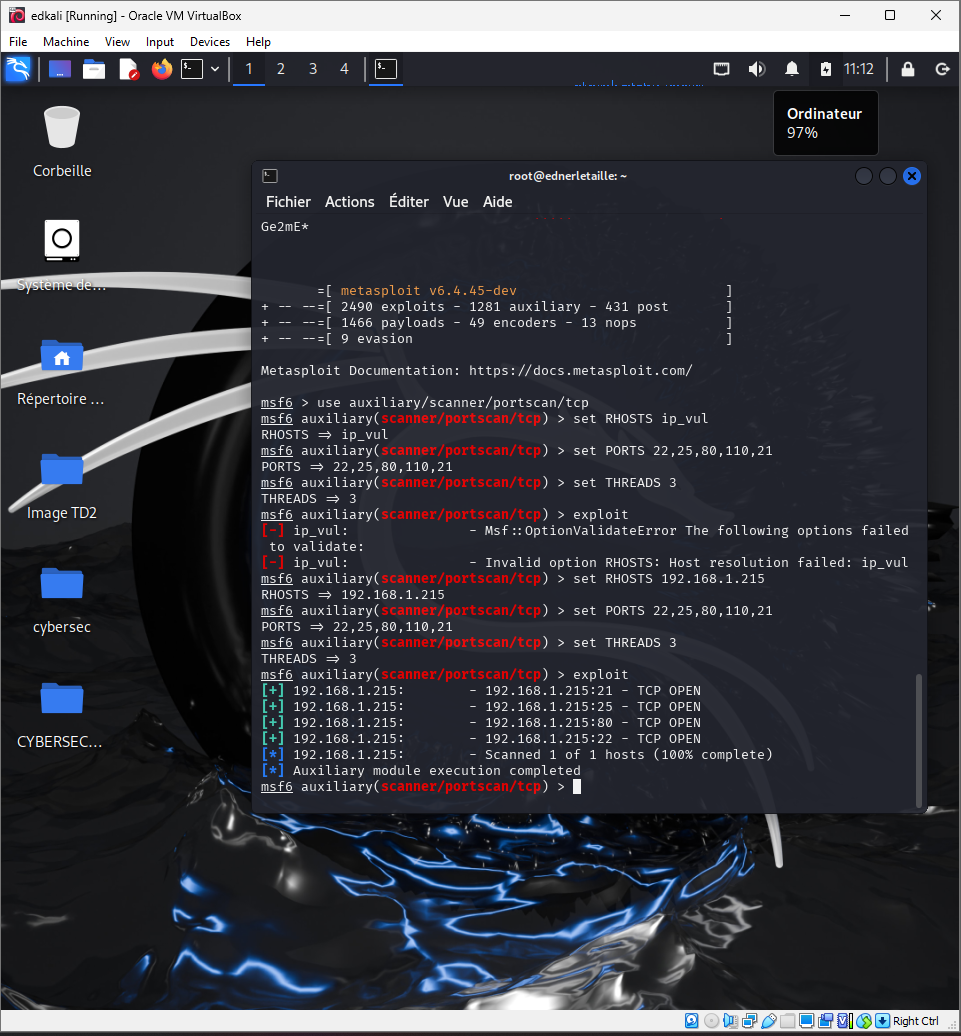 edkali [Running] - Oracle VM VirtualBox
File Machine View Input Devices Help
1 2 3 4
11:12
Ordinateur
97%
Corbeille
Système de...
Répertoire ...
Image TD2
cybersec
CYBERSEC...
root@ednerletaille: ~
Fichier Actions Éditer Vue Aide
Ge2mE*
=[ metasploit v6.4.45-dev ]
+ -- --=[ 2490 exploits - 1281 auxiliary - 431 post ]
+ -- --=[ 1466 payloads - 49 encoders - 13 nops ]
+ -- --=[ 9 evasion ]
Metasploit Documentation: https://docs.metasploit.com/
msf6 > use auxiliary/scanner/portscan/tcp
msf6 auxiliary(scanner/portscan/tcp) > set RHOSTS ip_vul
RHOSTS => ip_vul
msf6 auxiliary(scanner/portscan/tcp) > set PORTS 22,25,80,110,21
PORTS => 22,25,80,110,21
msf6 auxiliary(scanner/portscan/tcp) > set THREADS 3
THREADS => 3
msf6 auxiliary(scanner/portscan/tcp) > exploit
[-] ip_vul: - Msf::OptionValidateError The following options failed
to validate:
[-] ip_vul: - Invalid option RHOSTS: Host resolution failed: ip_vul
msf6 auxiliary(scanner/portscan/tcp) > set RHOSTS 192.168.1.215
RHOSTS => 192.168.1.215
msf6 auxiliary(scanner/portscan/tcp) > set PORTS 22,25,80,110,21
PORTS => 22,25,80,110,21
msf6 auxiliary(scanner/portscan/tcp) > set THREADS 3
THREADS => 3
msf6 auxiliary(scanner/portscan/tcp) > exploit
[+] 192.168.1.215: - 192.168.1.215:21 - TCP OPEN
[+] 192.168.1.215: - 192.168.1.215:25 - TCP OPEN
[+] 192.168.1.215: - 192.168.1.215:80 - TCP OPEN
[+] 192.168.1.215: - 192.168.1.215:22 - TCP OPEN
[*] 192.168.1.215: - Scanned 1 of 1 hosts (100% complete)
[*] Auxiliary module execution completed
msf6 auxiliary(scanner/portscan/tcp) >
Right Ctrl